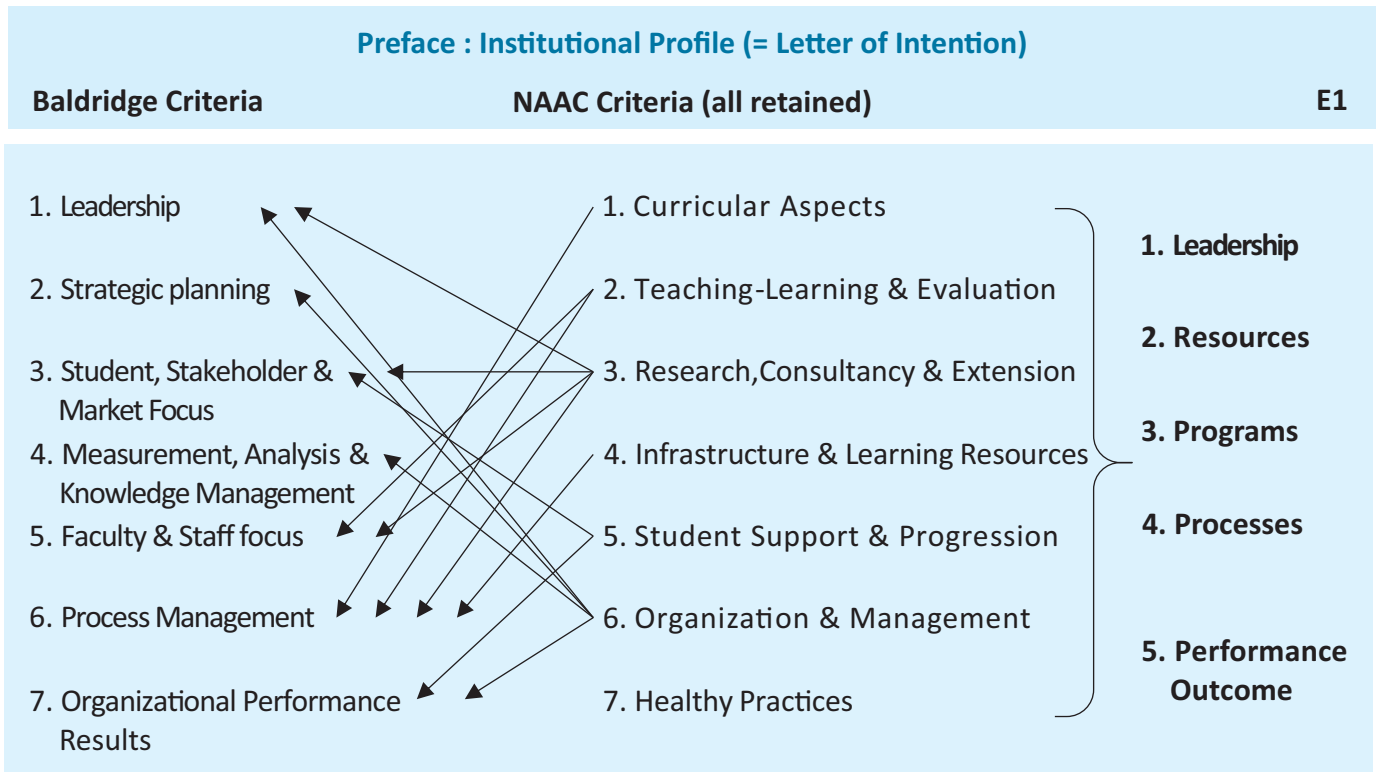 Preface : Institutional Profile (= Letter of Intention)
Baldridge Criteria
NAAC Criteria (all retained)
E1
1. Leadership
2. Strategic planning
3. Student, Stakeholder &
Market Focus
4. Measurement, Analysis &
Knowledge Management
5. Faculty & Staff focus
6. Process Management
7. Organizational Performance
Results
1. Curricular Aspects
2. Teaching-Learning & Evaluation
3. Research,Consultancy & Extension
4. Infrastructure & Learning Resources
5. Student Support & Progression
6. Organization & Management
7. Healthy Practices
1. Leadership
2. Resources
3. Programs
4. Processes
5. Performance
Outcome